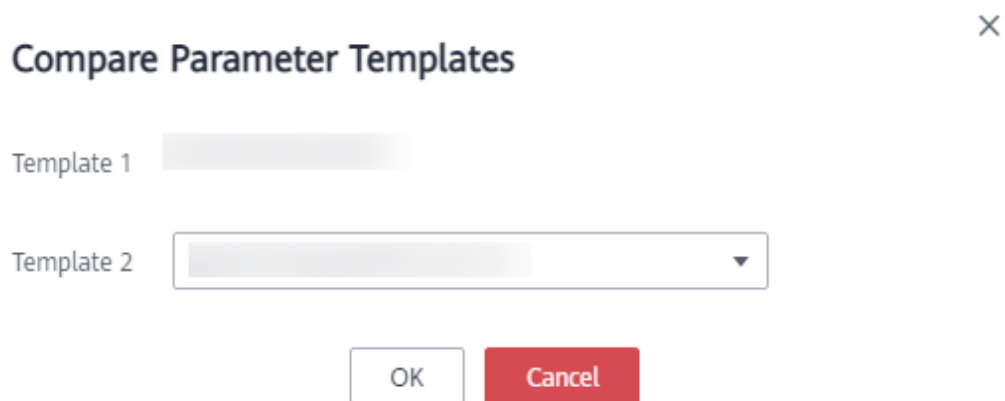 Compare Parameter Templates
Template 1
Template 2
OK
Cancel